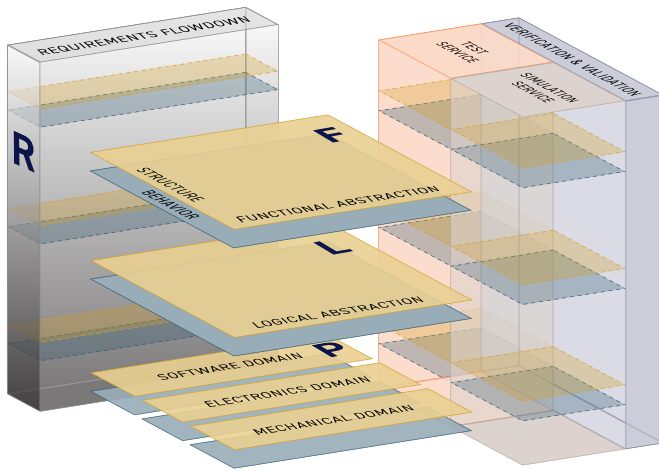 REQUIREMENTS FLOWDOWN
R
TEST
SERVICE
VERIFICATION & VALIDATION
SIMULATION
SERVICE
F
STRUCTURE
BEHAVIOR
FUNCTIONAL ABSTRACTION
L
LOGICAL ABSTRACTION
P
SOFTWARE DOMAIN
ELECTRONICS DOMAIN
MECHANICAL DOMAIN